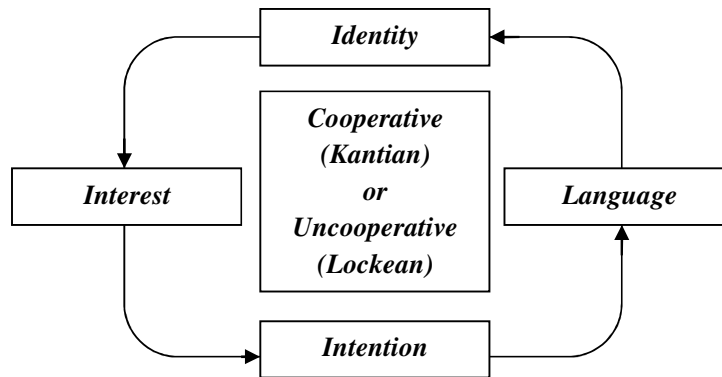 Identity
Cooperative
(Kantian)
or
Uncooperative
(Lockean)
Interest
Language
Intention